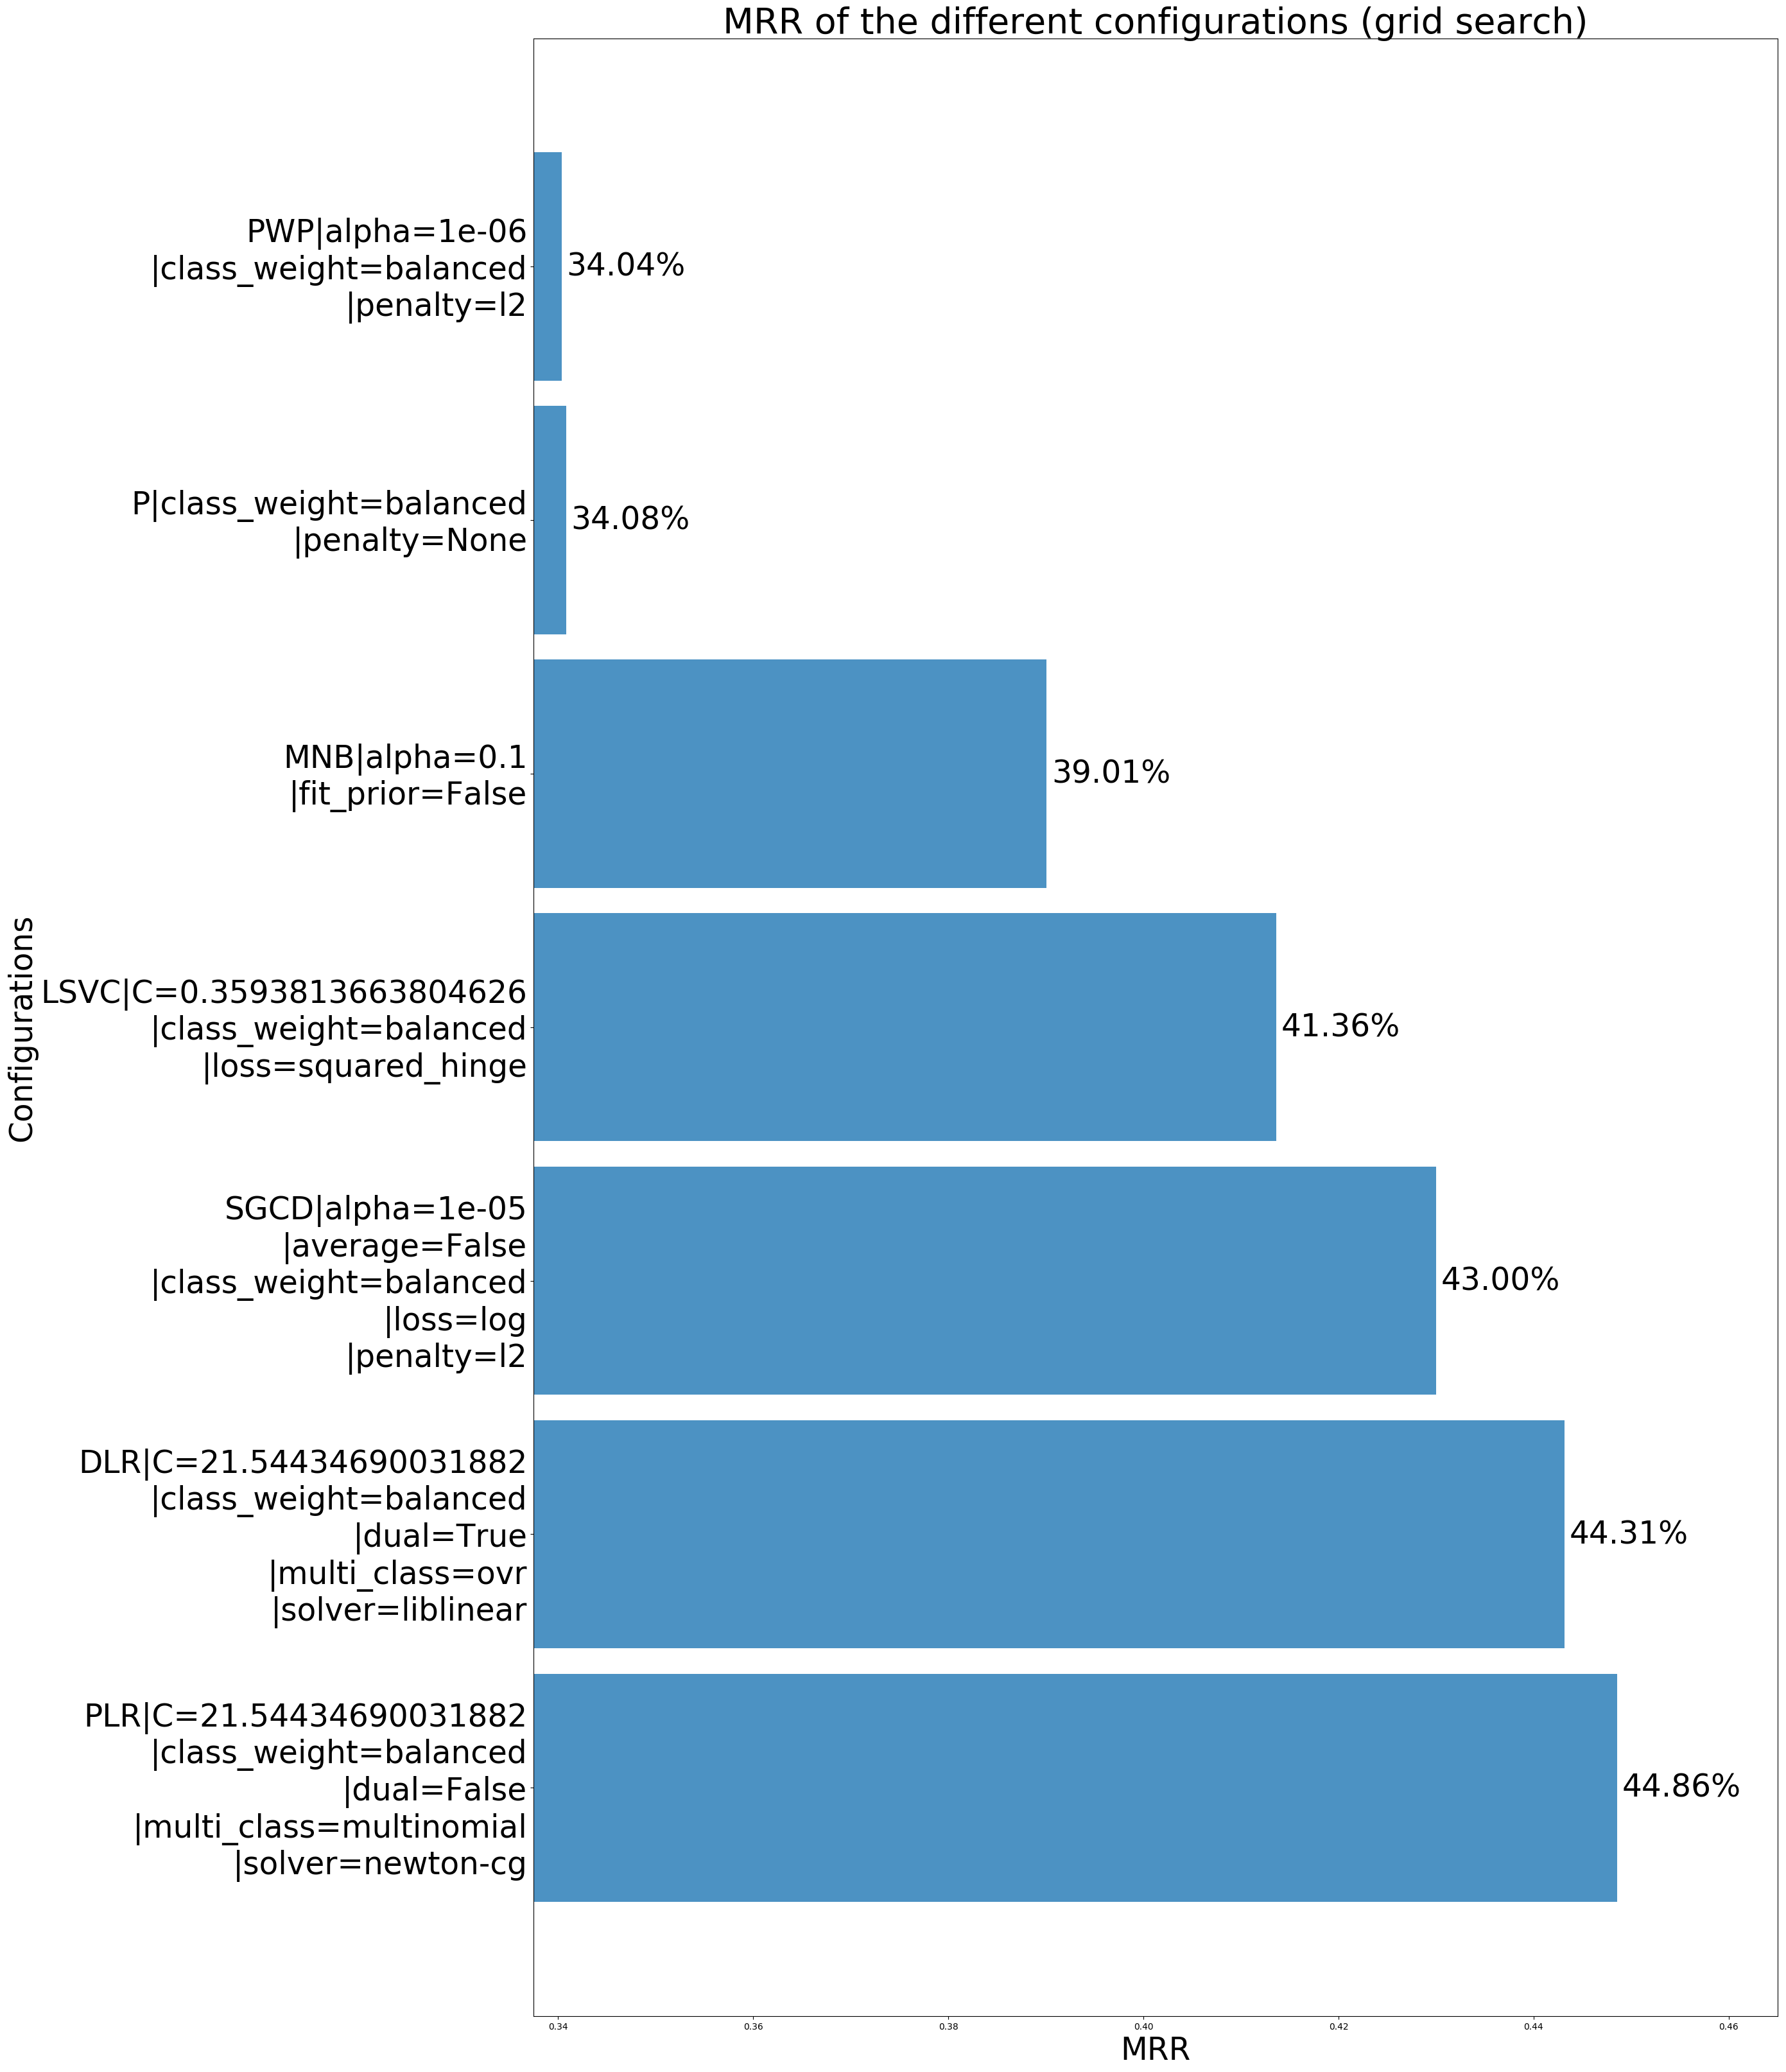 MRR of the different configurations (grid search)
Configurations
PWP|alpha=1e-06
|class_weight=balanced
|penalty=l2
34.04%
P|class_weight=balanced
|penalty=None
34.08%
MNB|alpha=0.1
|fit_prior=False
39.01%
LSVC|C=0.3593813663804626
|class_weight=balanced
|loss=squared_hinge
41.36%
SGCD|alpha=1e-05
|average=False
|class_weight=balanced
|loss=log
|penalty=l2
43.00%
DLR|C=21.54434690031882
|class_weight=balanced
|dual=True
|multi_class=ovr
|solver=liblinear
44.31%
PLR|C=21.54434690031882
|class_weight=balanced
|dual=False
|multi_class=multinomial
|solver=newton-cg
44.86%
0.34 0.36 0.38 0.40 0.42 0.44 0.46
MRR